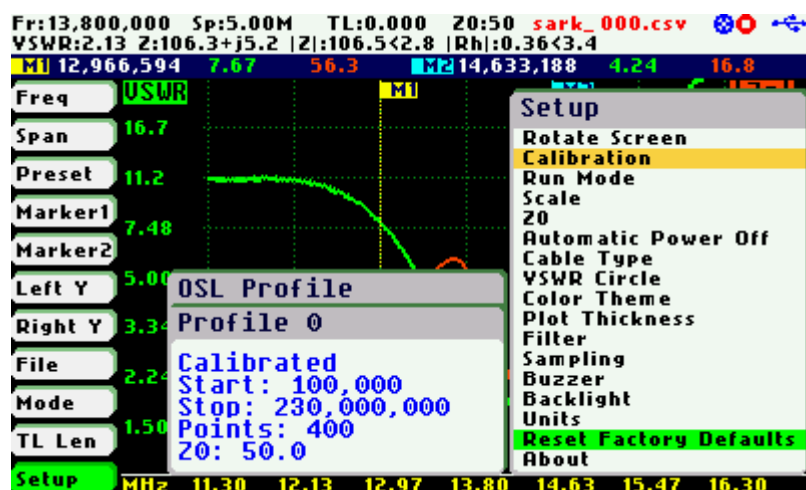 Fr:13,800,000 Sp:5.00M TL:0.000 Z0:50 sark_000.csv
VSWR:2.13 Z:106.3+j5.2 |Z|:106.5<2.8 |Rh|:0.36<3.4
M1 12,966,594 7.67 56.3 M2 14,633,188 4.24 16.8
Freq
Span
Preset
Marker1
Marker2
Left Y
Right Y
File
Mode
TL Len
Setup
VSWR
M1
16.7
11.2
7.48
5.00
3.34
2.24
1.50
OSL Profile
Profile 0
Calibrated
Start: 100,000
Stop: 230,000,000
Points: 400
Z0: 50.0
Setup
Rotate Screen
Calibration
Run Mode
Scale
Z0
Automatic Power Off
Cable Type
VSWR Circle
Color Theme
Plot Thickness
Filter
Sampling
Buzzer
Backlight
Units
Reset Factory Defaults
About
MHz 11.30 12.13 12.97 13.80 14.63 15.47 16.30